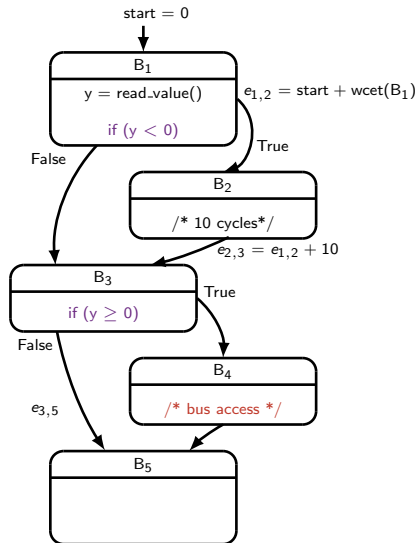 start = 0
B1
y = read_value()
e1,2 = start + wcet(B1)
if (y < 0)
False
True
B2
/* 10 cycles*/
e2,3 = e1,2 + 10
B3
True
if (y ≥ 0)
False
B4
e3,5
/* bus access */
B5